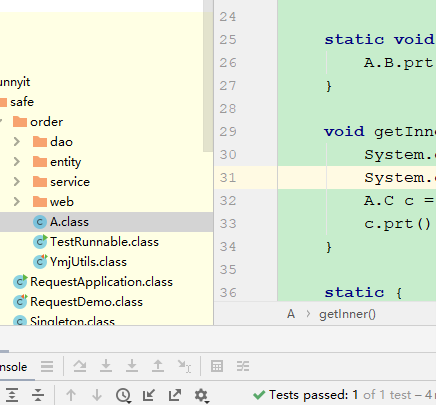 unnyit
safe
order
dao
entity
service
web
A.class
TestRunnable.class
YmjUtils.class
RequestApplication.class
RequestDemo.class
Singleton.class
24
25 static void
26 A.B.prt
27 }
28
29 void getInne
30 System.o
31 System.o
32 A.C c =
33 c.prt()
34 }
35
36 static {
A > getInner()
nsole
Tests passed: 1 of 1 test – 4 m